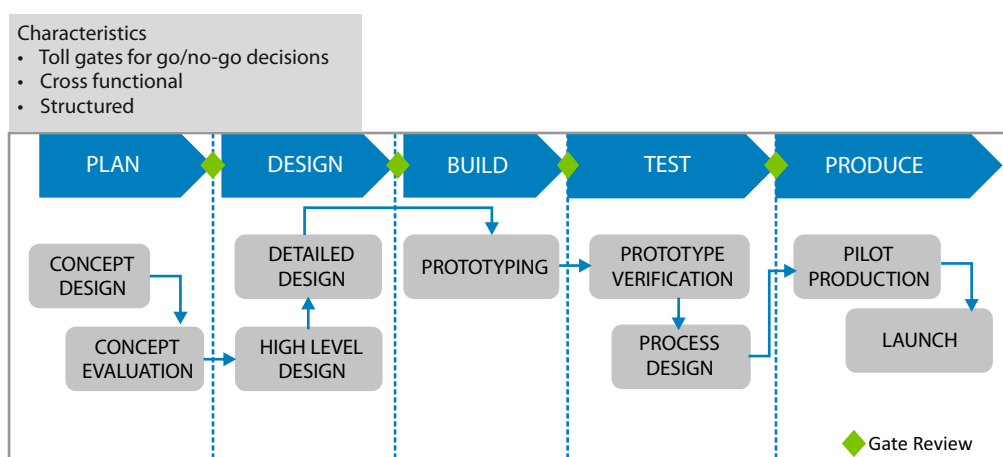 Characteristics
• Toll gates for go/no-go decisions
• Cross functional
• Structured
PLAN
DESIGN
BUILD
TEST
PRODUCE
CONCEPT
DESIGN
CONCEPT
EVALUATION
DETAILED
DESIGN
HIGH LEVEL
DESIGN
PROTOTYPING
PROTOTYPE
VERIFICATION
PROCESS
DESIGN
PILOT
PRODUCTION
LAUNCH
Gate Review